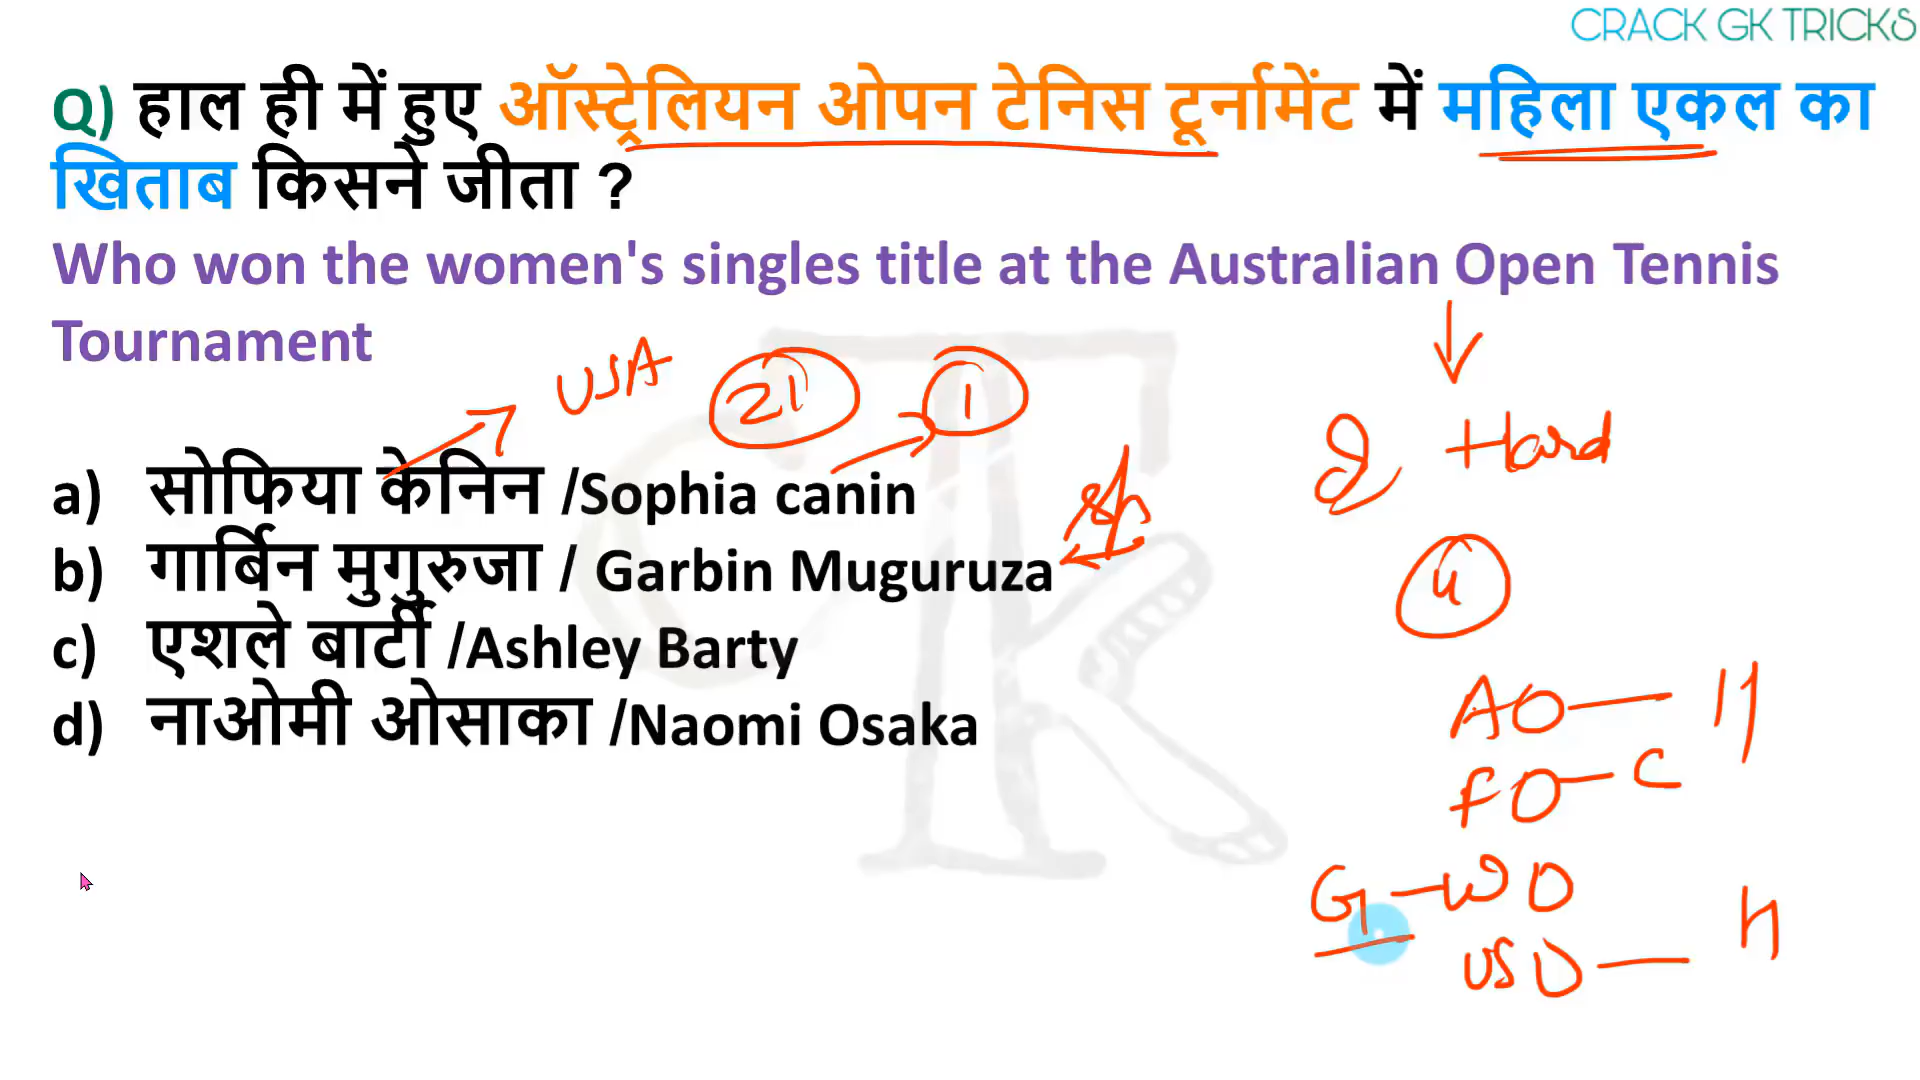 CRACK GK TRICKS
Q) हाल ही में हुए ऑस्ट्रेलियन ओपन टेनिस टूर्नामेंट में महिला एकल का
खिताब किसने जीता ?
Who won the women's singles title at the Australian Open Tennis
Tournament
USA 21 1
Hard
a) सोफिया केनिन /Sophia canin
b) गार्बिन मुगुरुजा / Garbin Muguruza
4
c) एशले बार्टी /Ashley Barty
d) नाओमी ओसाका /Naomi Osaka
AO — H
FO — C
G — WO
USO — H